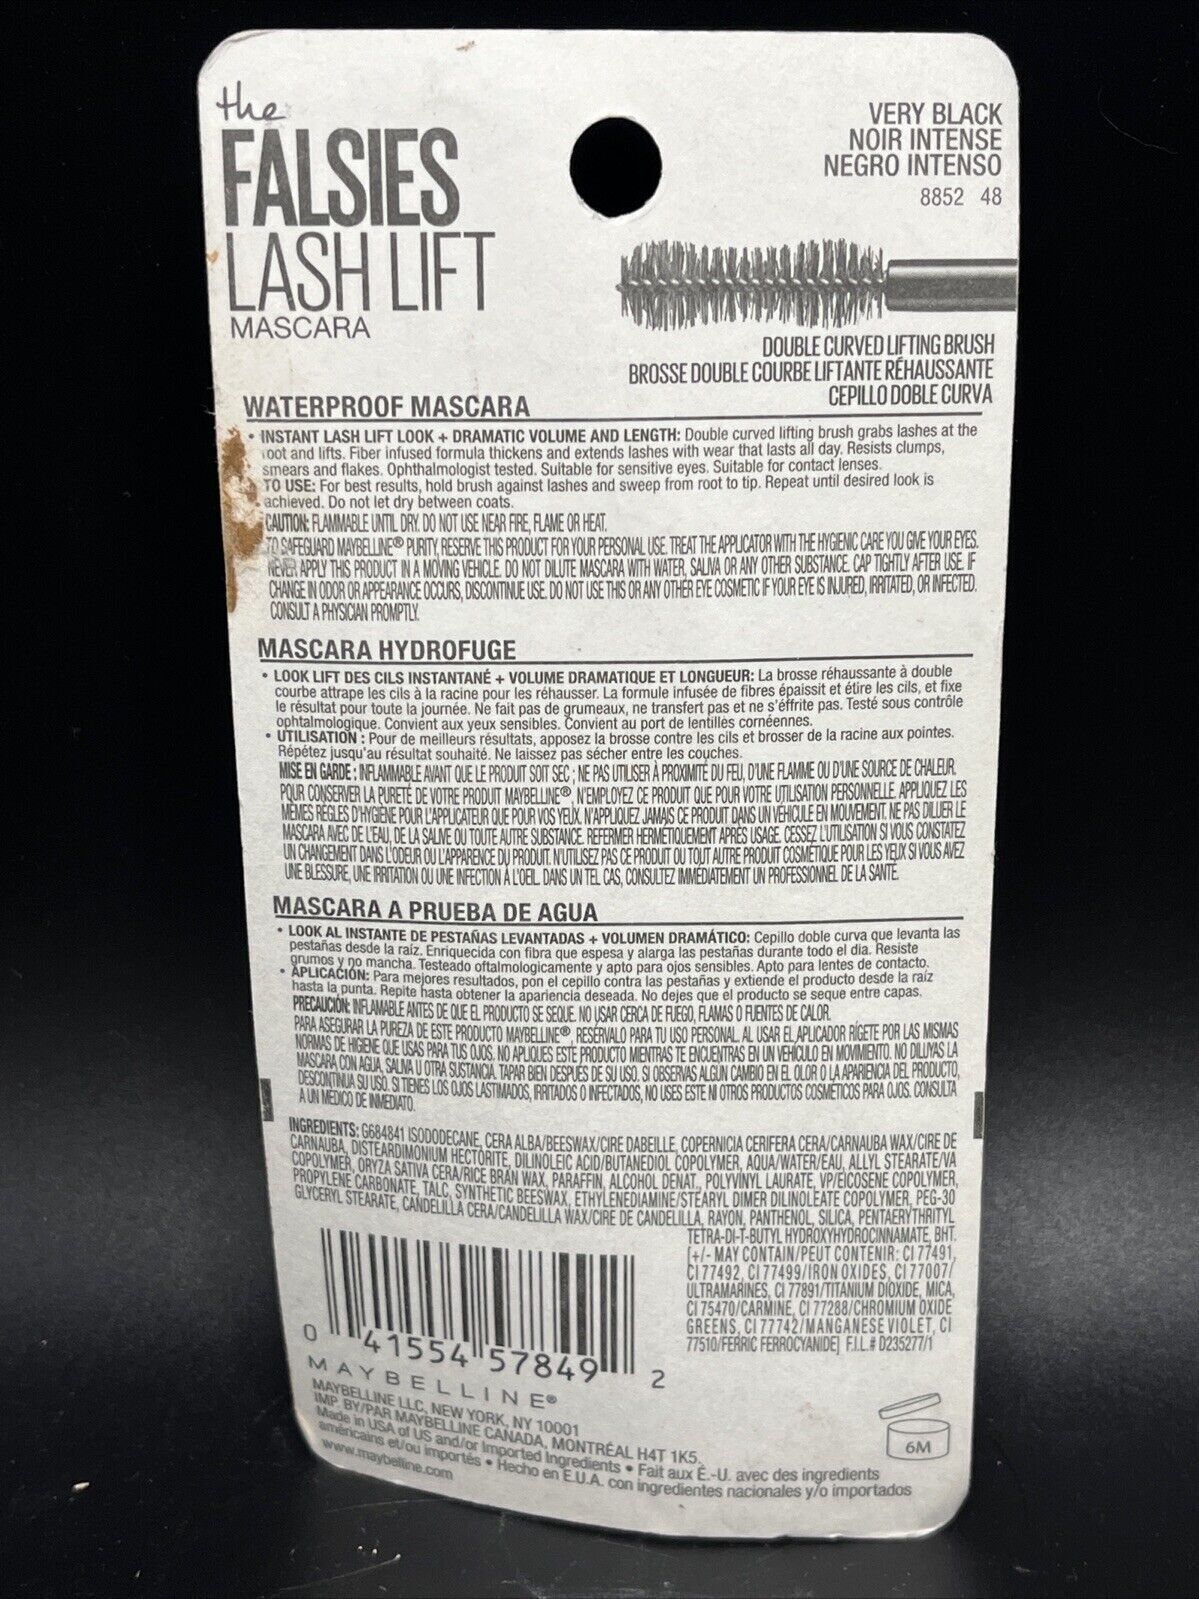 the
FALSIES
LASH LIFT
MASCARA
VERY BLACK
NOIR INTENSE
NEGRO INTENSO
8852 48
DOUBLE CURVED LIFTING BRUSH
BROSSE DOUBLE COURBE LIFTANTE RÉHAUSSANTE
CEPILLO DOBLE CURVA
WATERPROOF MASCARA
• INSTANT LASH LIFT LOOK + DRAMATIC VOLUME AND LENGTH: Double curved lifting brush grabs lashes at the
root and lifts. Fiber infused formula thickens and extends lashes with wear that lasts all day. Resists clumps,
smears and flakes. Ophthalmologist tested. Suitable for sensitive eyes. Suitable for contact lenses.
TO USE: For best results, hold brush against lashes and sweep from root to tip. Repeat until desired look is
achieved. Do not let dry between coats.
CAUTION: FLAMMABLE UNTIL DRY. DO NOT USE NEAR FIRE, FLAME OR HEAT.
TO SAFEGUARD MAYBELLINE® PURITY, RESERVE THIS PRODUCT FOR YOUR PERSONAL USE. TREAT THE APPLICATOR WITH THE HYGIENIC CARE YOU GIVE YOUR EYES.
NEVER APPLY THIS PRODUCT IN A MOVING VEHICLE. DO NOT DILUTE MASCARA WITH WATER, SALIVA OR ANY OTHER SUBSTANCE. CAP TIGHTLY AFTER USE. IF
CHANGE IN ODOR OR APPEARANCE OCCURS, DISCONTINUE USE. DO NOT USE THIS OR ANY OTHER EYE COSMETIC IF YOUR EYE IS INJURED, IRRITATED, OR INFECTED.
CONSULT A PHYSICIAN PROMPTLY.
MASCARA HYDROFUGE
• LOOK LIFT DES CILS INSTANTANÉ + VOLUME DRAMATIQUE ET LONGUEUR: La brosse réhaussante à double
courbe attrape les cils à la racine pour les réhausser. La formule infusée de fibres épaissit et étire les cils, et fixe
le résultat pour toute la journée. Ne fait pas de grumeaux, ne transfert pas et ne s'éffrite pas. Testé sous contrôle
ophtalmologique. Convient aux yeux sensibles. Convient au port de lentilles cornéennes.
• UTILISATION : Pour de meilleurs résultats, apposez la brosse contre les cils et brosser de la racine aux pointes.
Répétez jusqu'au résultat souhaité. Ne laissez pas sécher entre les couches.
MISE EN GARDE : INFLAMMABLE AVANT QUE LE PRODUIT SOIT SEC ; NE PAS UTILISER À PROXIMITÉ DU FEU, D'UNE FLAMME OU D'UNE SOURCE DE CHALEUR.
POUR CONSERVER LA PURETÉ DE VOTRE PRODUIT MAYBELLINE®, N'EMPLOYEZ CE PRODUIT QUE POUR VOTRE UTILISATION PERSONNELLE. APPLIQUEZ LES
MÊMES RÈGLES D'HYGIÈNE POUR L'APPLICATEUR QUE POUR VOS YEUX. N'APPLIQUEZ JAMAIS CE PRODUIT DANS UN VÉHICULE EN MOUVEMENT. NE PAS DILUER LE
MASCARA AVEC DE L'EAU, DE LA SALIVE OU TOUTE AUTRE SUBSTANCE. REFERMER HERMÉTIQUEMENT APRÈS USAGE. CESSEZ L'UTILISATION SI VOUS CONSTATEZ
UN CHANGEMENT DANS L'ODEUR OU L'APPARENCE DU PRODUIT. N'UTILISEZ PAS CE PRODUIT OU TOUT AUTRE PRODUIT COSMÉTIQUE POUR LES YEUX SI VOUS AVEZ
UNE BLESSURE, UNE IRRITATION OU UNE INFECTION À L'OEIL. DANS UN TEL CAS, CONSULTEZ IMMÉDIATEMENT UN PROFESSIONNEL DE LA SANTÉ.
MASCARA A PRUEBA DE AGUA
• LOOK AL INSTANTE DE PESTAÑAS LEVANTADAS + VOLUMEN DRAMÁTICO: Cepillo doble curva que levanta las
pestañas desde la raíz. Enriquecida con fibra que espesa y alarga las pestañas durante todo el día. Resiste
grumos y no mancha. Testeado oftalmologicamente y apto para ojos sensibles. Apto para lentes de contacto.
• APLICACIÓN: Para mejores resultados, pon el cepillo contra las pestañas y extiende el producto desde la raíz
hasta la punta. Repite hasta obtener la apariencia deseada. No dejes que el producto se seque entre capas.
PRECAUCIÓN: INFLAMABLE ANTES DE QUE EL PRODUCTO SE SEQUE. NO USAR CERCA DE FUEGO, FLAMAS O FUENTES DE CALOR.
PARA ASEGURAR LA PUREZA DE ESTE PRODUCTO MAYBELLINE®, RESÉRVALO PARA TU USO PERSONAL. AL USAR EL APLICADOR RÍGETE POR LAS MISMAS
NORMAS DE HIGIENE QUE USAS PARA TUS OJOS. NO APLIQUES ESTE PRODUCTO MIENTRAS TE ENCUENTRAS EN UN VEHÍCULO EN MOVIMIENTO. NO DILUYAS LA
MASCARA CON AGUA, SALIVA U OTRA SUSTANCIA. TAPAR BIEN DESPUÉS DE SU USO. SI OBSERVAS ALGÚN CAMBIO EN EL OLOR O LA APARIENCIA DEL PRODUCTO,
DESCONTINUA SU USO. SI TIENES LOS OJOS LASTIMADOS, IRRITADOS O INFECTADOS, NO USES ESTE NI OTROS PRODUCTOS COSMÉTICOS PARA OJOS. CONSULTA
A UN MEDICO DE INMEDIATO.
INGREDIENTS: G684841 ISODODECANE, CERA ALBA/BEESWAX/CIRE DABEILLE, COPERNICIA CERIFERA CERA/CARNAUBA WAX/CIRE DE
CARNAUBA, DISTEARDIMONIUM HECTORITE, DILINOLEIC ACID/BUTANEDIOL COPOLYMER, AQUA/WATER/EAU, ALLYL STEARATE/VA
COPOLYMER, ORYZA SATIVA CERA/RICE BRAN WAX, PARAFFIN, ALCOHOL DENAT., POLYVINYL LAURATE, VP/EICOSENE COPOLYMER,
PROPYLENE CARBONATE, TALC, SYNTHETIC BEESWAX, ETHYLENEDIAMINE/STEARYL DIMER DILINOLEATE COPOLYMER, PEG-30
GLYCERYL STEARATE, CANDELILLA CERA/CANDELILLA WAX/CIRE DE CANDELILLA, RAYON, PANTHENOL, SILICA, PENTAERYTHRITYL
TETRA-DI-T-BUTYL HYDROXYHYDROCINNAMATE, BHT.
[+/- MAY CONTAIN/PEUT CONTENIR: CI 77491,
CI 77492, CI 77499/IRON OXIDES, CI 77007/
ULTRAMARINES, CI 77891/TITANIUM DIOXIDE, MICA,
CI 75470/CARMINE, CI 77288/CHROMIUM OXIDE
GREENS, CI 77742/MANGANESE VIOLET, CI
77510/FERRIC FERROCYANIDE] F.I.L.# D235277/1
0 41554 57849 2
MAYBELLINE®
MAYBELLINE LLC, NEW YORK, NY 10001
IMP. BY/PAR MAYBELLINE CANADA, MONTRÉAL H4T 1K5.
Made in USA of US and/or Imported Ingredients • Fait aux É.-U. avec des ingredients
américains et/ou importés • Hecho en E.U.A. con ingredientes nacionales y/o importados
www.maybelline.com
6M